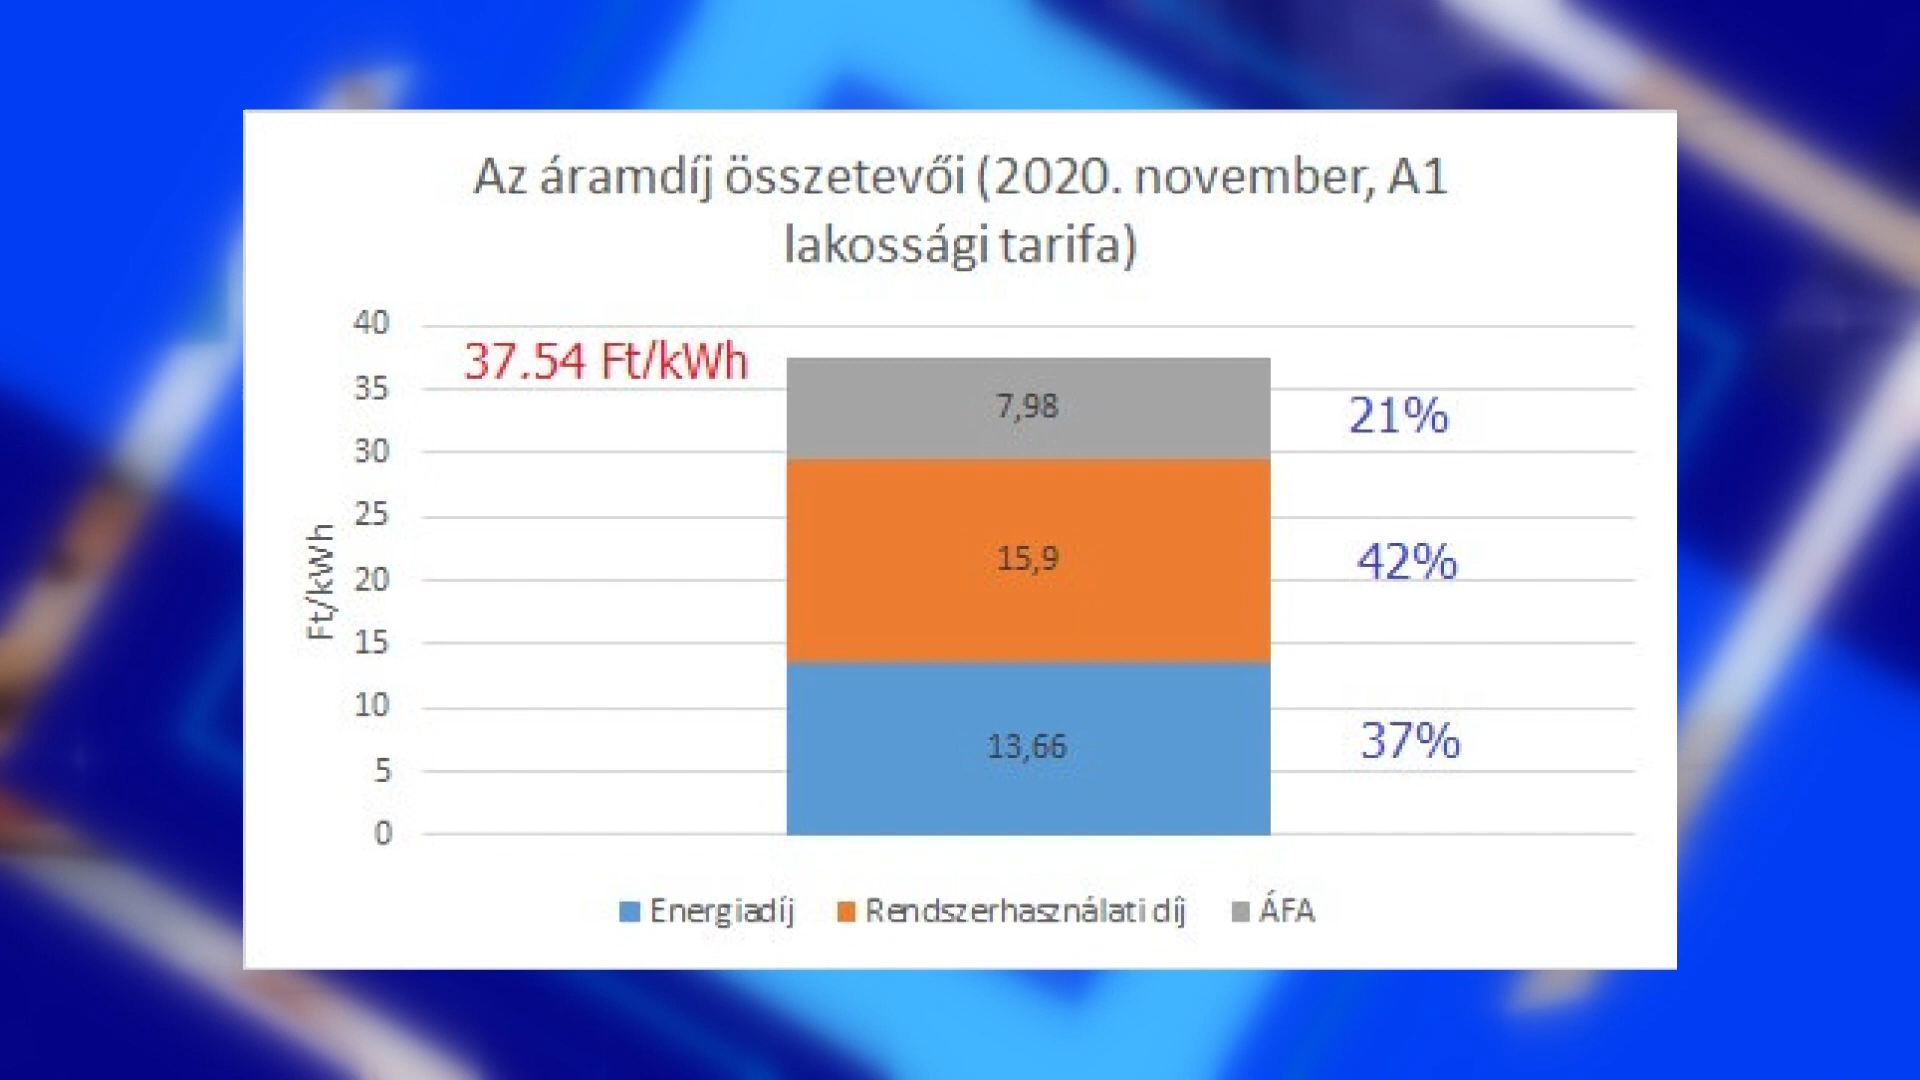 Az áramdíj összetevői (2020. november, A1
lakossági tarifa)
40
37.54 Ft/kWh
35
7,98
21%
30
25
Ft/kWh
15,9
42%
20
15
10
13,66
37%
5
0
Energiadíj
Rendszerhasználati díj
ÁFA